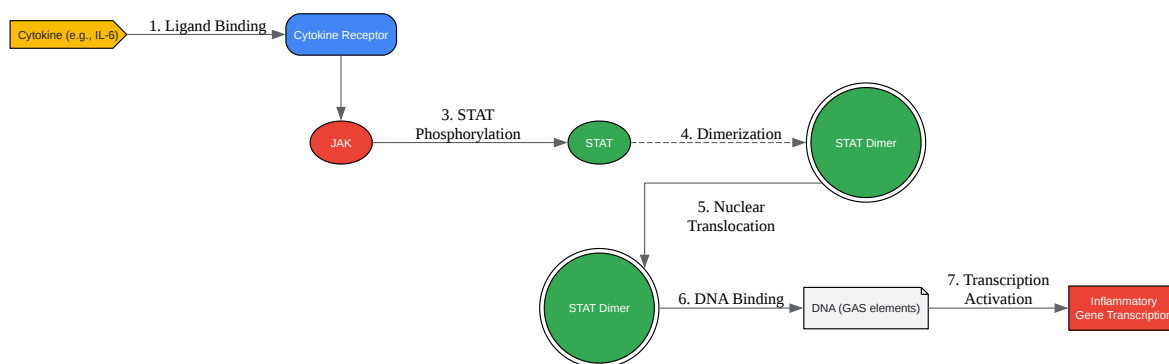 Cytokine (e.g., IL-6)
1. Ligand Binding
Cytokine Receptor
JAK
3. STAT
Phosphorylation
STAT
4. Dimerization
STAT Dimer
5. Nuclear
Translocation
STAT Dimer
6. DNA Binding
DNA (GAS elements)
7. Transcription
Activation
Inflammatory
Gene Transcription